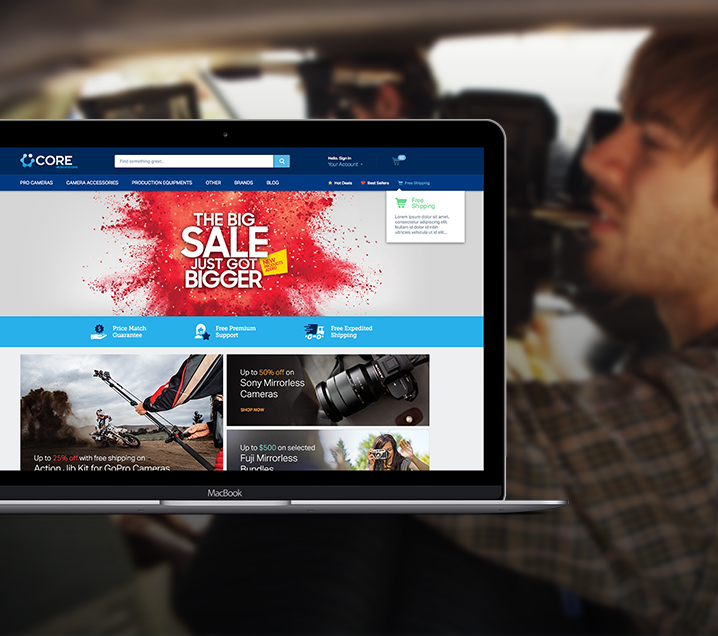 CORE
Find something great...
Hello. Sign In
Your Account
PRO CAMERAS CAMERA ACCESSORIES PRODUCTION EQUIPMENTS OTHER BRANDS BLOG
Hot Deals Best Sellers Free Shipping
Free
Shipping
Lorem ipsum dolor sit amet,
consectetur adipiscing elit.
Nullam id dolor id nibh
ultricies vehicula ut id elit...
THE BIG
SALE
JUST GOT
BIGGER
NEW
PRODUCTS
ADDED
Price Match
Guarantee
Free Premium
Support
Free Expedited
Shipping
Up to 25% off with free shipping on
Action Jib Kit for GoPro Cameras
Up to 50% off on
Sony Mirrorless
Cameras
SHOP NOW
Up to $500 on selected
Fuji Mirrorless
Bundles
MacBook